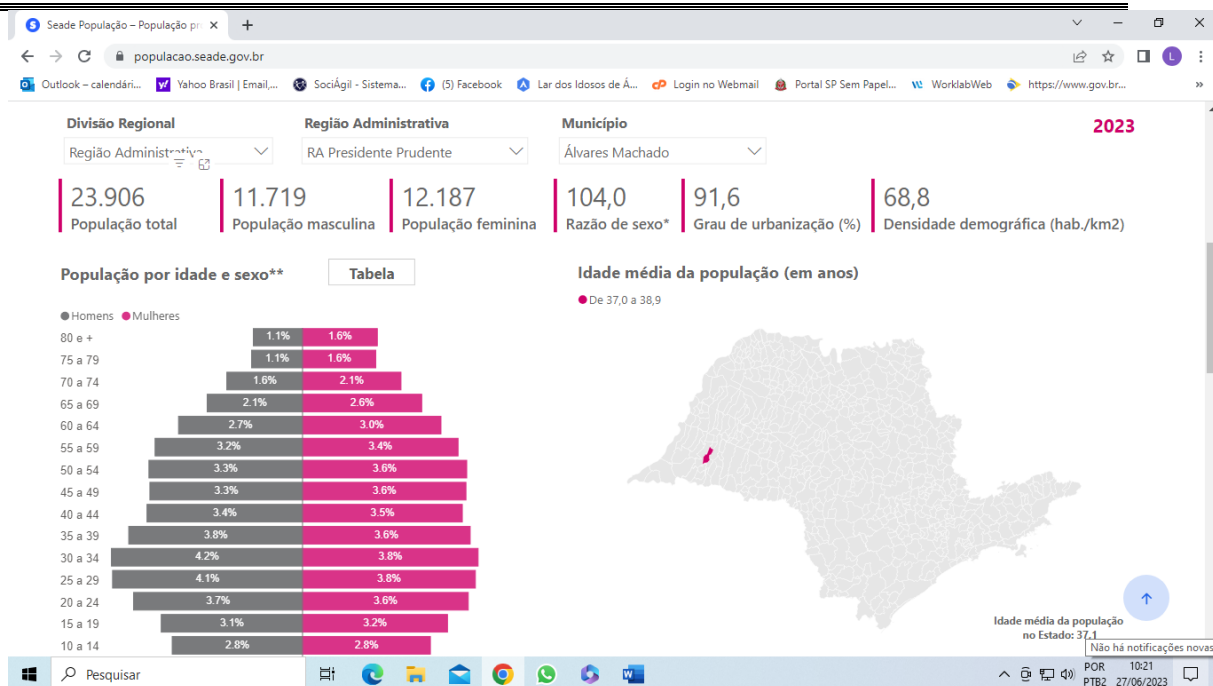 Seade População – População pr
populacao.seade.gov.br
Outlook – calendári...
Yahoo Brasil | Email,...
SociÁgil - Sistema...
(5) Facebook
Lar dos Idosos de Á...
Login no Webmail
Portal SP Sem Papel...
WorklabWeb
https://www.gov.br...
L
Divisão Regional
Região Administrativa
Região Administrativa
RA Presidente Prudente
Município
Álvares Machado
2023
23.906
População total
11.719
População masculina
12.187
População feminina
104,0
Razão de sexo*
91,6
Grau de urbanização (%)
68,8
Densidade demográfica (hab./km2)
População por idade e sexo**
Tabela
Homens Mulheres
80 e + 1.1% 1.6%
75 a 79 1.1% 1.6%
70 a 74 1.6% 2.1%
65 a 69 2.1% 2.6%
60 a 64 2.7% 3.0%
55 a 59 3.2% 3.4%
50 a 54 3.3% 3.6%
45 a 49 3.3% 3.6%
40 a 44 3.4% 3.5%
35 a 39 3.8% 3.6%
30 a 34 4.2% 3.8%
25 a 29 4.1% 3.8%
20 a 24 3.7% 3.6%
15 a 19 3.1% 3.2%
10 a 14 2.8% 2.8%
Idade média da população (em anos)
De 37,0 a 38,9
Idade média da população
no Estado: 37,1
Não há notificações novas
Pesquisar
POR
PTB2
10:21
27/06/2023